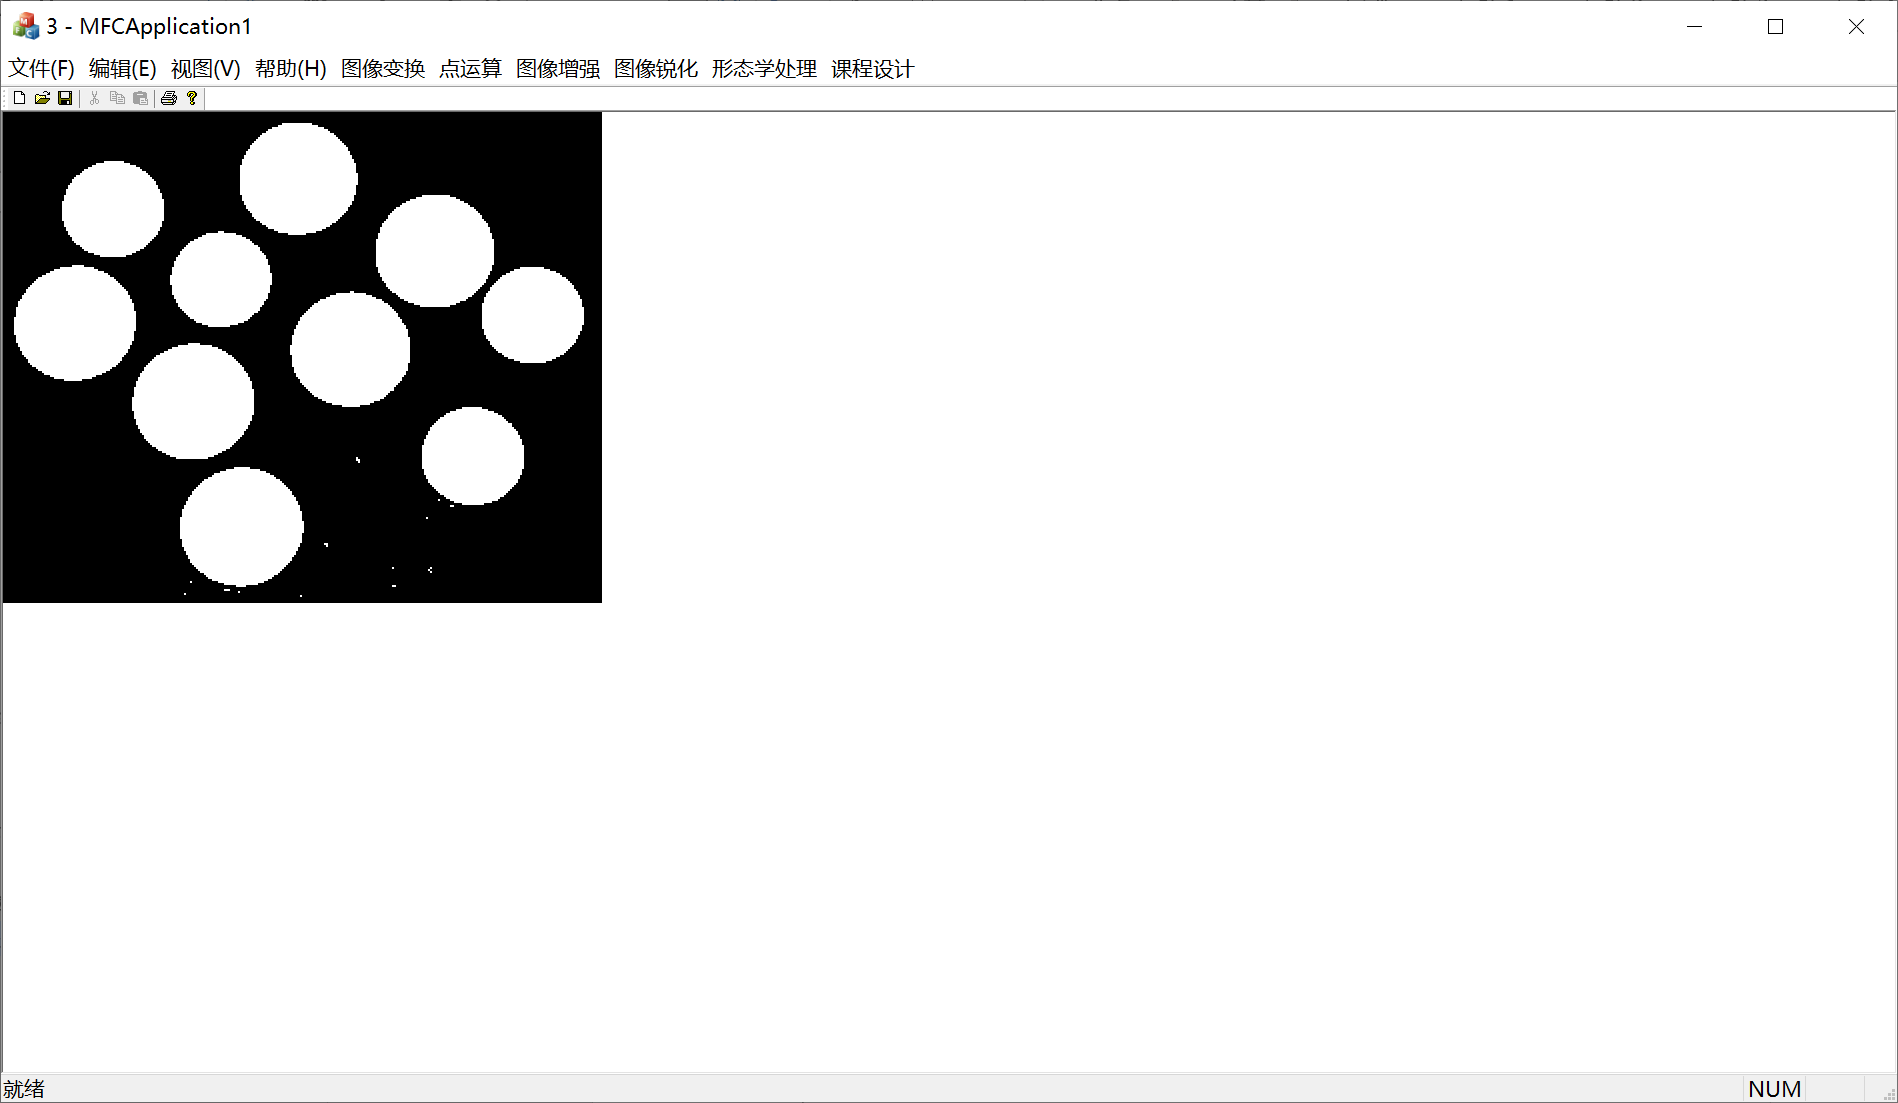 3 - MFCApplication1
文件(F) 编辑(E) 视图(V) 帮助(H) 图像变换 点运算 图像增强 图像锐化 形态学处理 课程设计
就绪 NUM